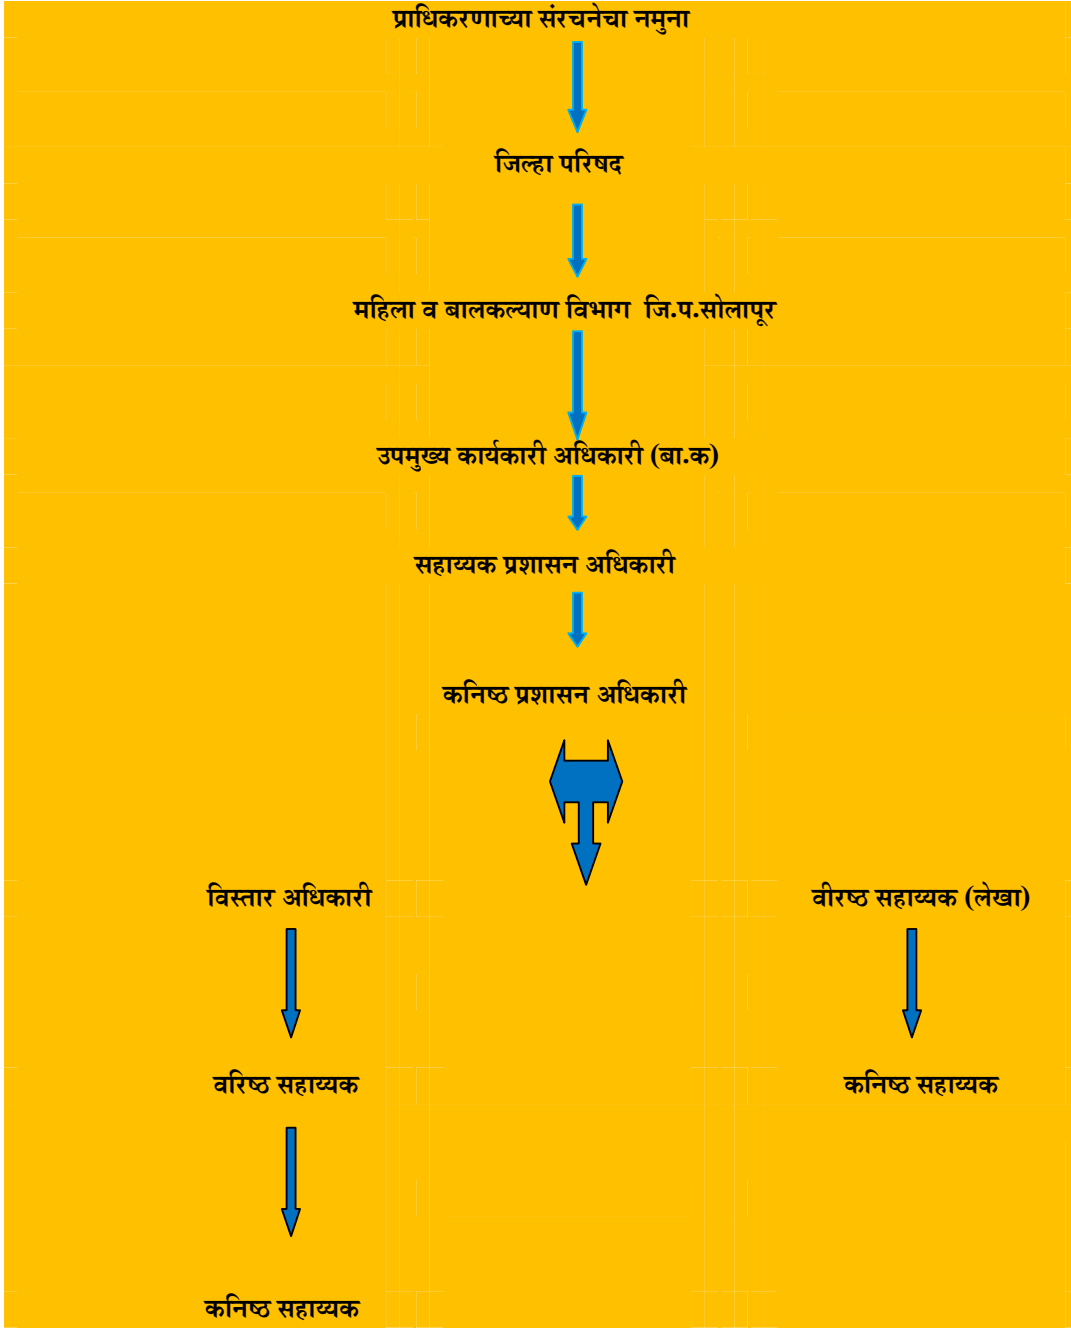 प्राधिकरणाच्या संरचनेचा नमुना
जिल्हा परिषद
महिला व बालकल्याण विभाग जि.प.सोलापूर
उपमुख्य कार्यकारी अधिकारी (बा.क)
सहाय्यक प्रशासन अधिकारी
कनिष्ठ प्रशासन अधिकारी
विस्तार अधिकारी
वीरष्ठ सहाय्यक (लेखा)
वरिष्ठ सहाय्यक
कनिष्ठ सहाय्यक
कनिष्ठ सहाय्यक